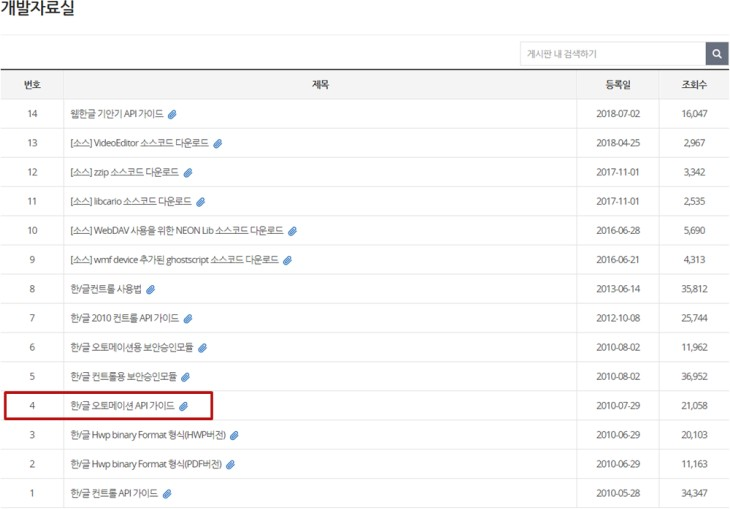 개발자료실
게시판 내 검색하기
번호 제목 등록일 조회수
14 웹한글 기안기 API 가이드 2018-07-02 16,047
13 [소스] VideoEditor 소스코드 다운로드 2018-04-25 2,967
12 [소스] zzip 소스코드 다운로드 2017-11-01 3,342
11 [소스] libcario 소스코드 다운로드 2017-11-01 2,535
10 [소스] WebDAV 사용을 위한 NEON Lib 소스코드 다운로드 2016-06-28 5,690
9 [소스] wmf device 추가된 ghostscript 소스코드 다운로드 2016-06-21 4,313
8 한/글컨트롤 사용법 2013-06-14 35,812
7 한/글 2010 컨트롤 API 가이드 2012-10-08 25,744
6 한/글 오토메이션용 보안승인모듈 2010-08-02 11,962
5 한/글 컨트롤용 보안승인모듈 2010-08-02 36,952
4 한/글 오토메이션 API 가이드 2010-07-29 21,058
3 한/글 Hwp binary Format 형식(HWP버전) 2010-06-29 20,103
2 한/글 Hwp binary Format 형식(PDF버전) 2010-06-29 11,163
1 한/글 컨트롤 API 가이드 2010-05-28 34,347